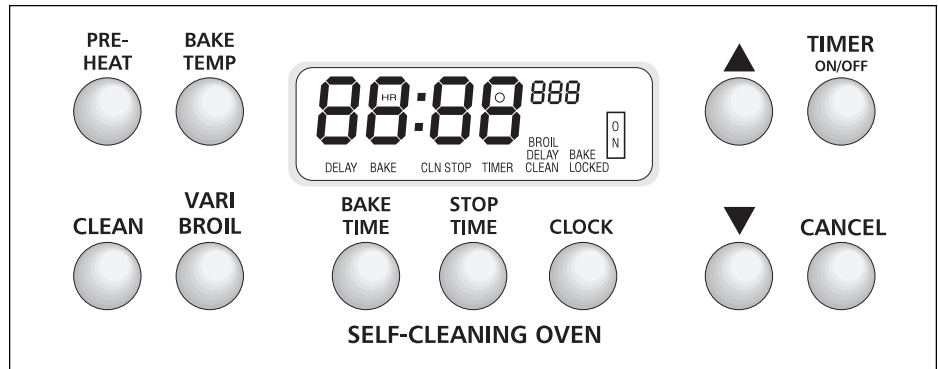 PRE-
HEAT
BAKE
TEMP
88:88
HR
888
BROIL
DELAY
CLEAN
BAKE
LOCKED
O
N
DELAY BAKE CLN STOP TIMER
▲
TIMER
ON/OFF
CLEAN
VARI
BROIL
BAKE
TIME
STOP
TIME
CLOCK
▼
CANCEL
SELF-CLEANING OVEN